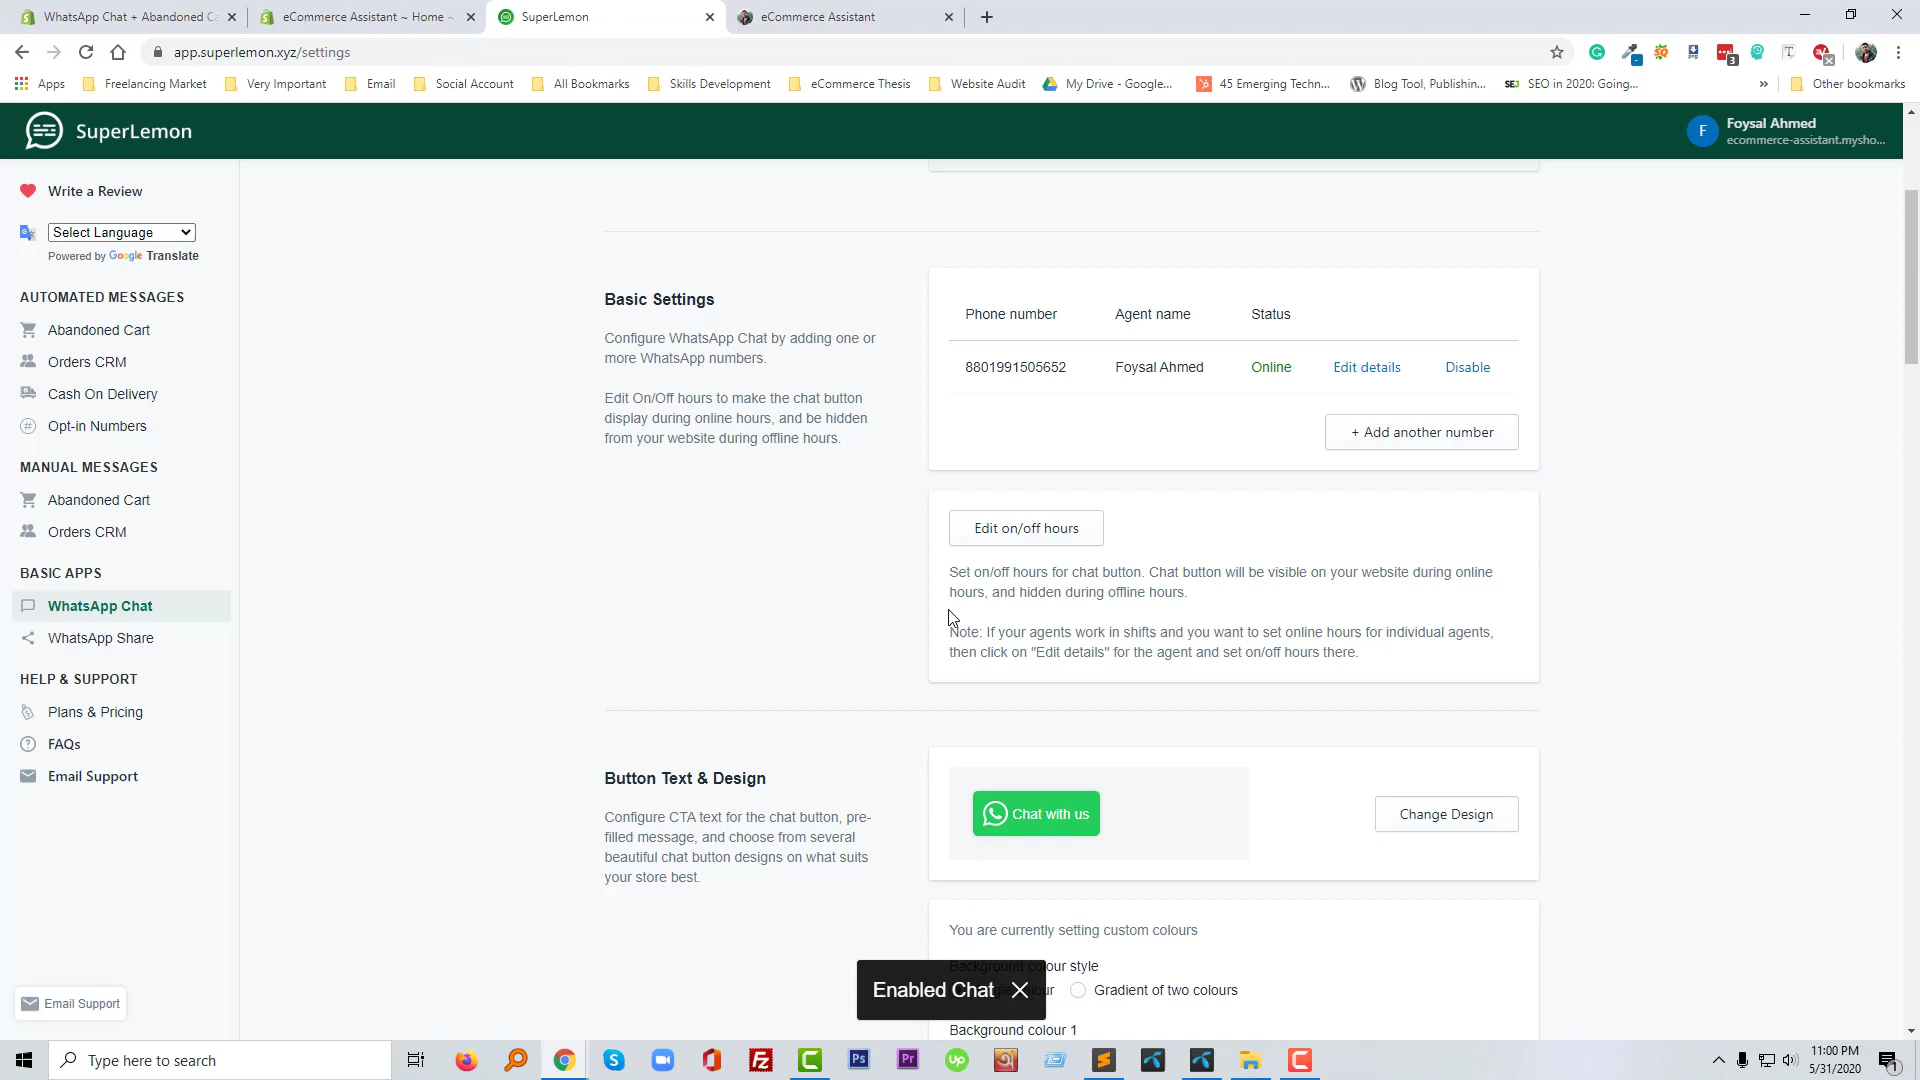 WhatsApp Chat + Abandoned Ca
eCommerce Assistant ~ Home ~
SuperLemon
eCommerce Assistant
app.superlemon.xyz/settings
Apps
Freelancing Market
Very Important
Email
Social Account
All Bookmarks
Skills Development
eCommerce Thesis
Website Audit
My Drive - Google...
45 Emerging Techn...
Blog Tool, Publishin...
SEJ
SEO in 2020: Going...
»
Other bookmarks
SuperLemon
F
Foysal Ahmed
ecommerce-assistant.mysho...
Write a Review
Select Language
Powered by Google Translate
AUTOMATED MESSAGES
Abandoned Cart
Orders CRM
Cash On Delivery
Opt-in Numbers
MANUAL MESSAGES
Abandoned Cart
Orders CRM
BASIC APPS
WhatsApp Chat
WhatsApp Share
HELP & SUPPORT
Plans & Pricing
FAQs
Email Support
Email Support
Basic Settings
Configure WhatsApp Chat by adding one or
more WhatsApp numbers.
Edit On/Off hours to make the chat button
display during online hours, and be hidden
from your website during offline hours.
Phone number Agent name Status
8801991505652 Foysal Ahmed Online Edit details Disable
+ Add another number
Edit on/off hours
Set on/off hours for chat button. Chat button will be visible on your website during online
hours, and hidden during offline hours.
Note: If your agents work in shifts and you want to set online hours for individual agents,
then click on "Edit details" for the agent and set on/off hours there.
Button Text & Design
Configure CTA text for the chat button, pre-
filled message, and choose from several
beautiful chat button designs on what suits
your store best.
Chat with us
Change Design
You are currently setting custom colours
Background colour style
Gradient of two colours
Background colour 1
Enabled Chat
Type here to search
11:00 PM
5/31/2020